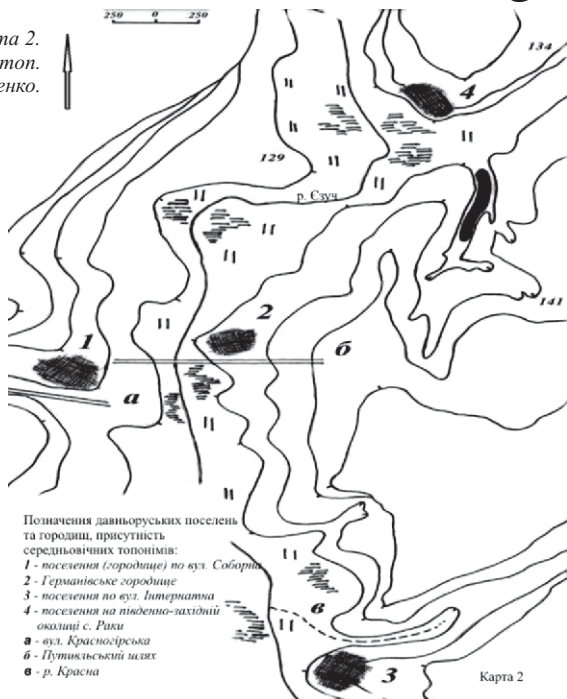 250 0 250
та 2.
топ.
енко.
134
4
129
р. Єзуч
141
1
2
б
а
Позначення давньоруських поселень
та городищ, присутність
середньовічних топонімів:
1 - поселення (городище) по вул. Соборна
2 - Германівське городище
3 - поселення по вул. Інтернатна
4 - поселення на південно-західній
околиці с. Раки
а - вул. Красногірська
б - Путивльський шлях
в - р. Красна
в
3
Карта 2